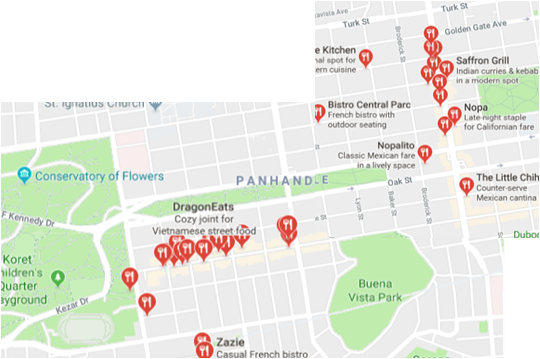 Turk St
Golden Gate Ave
Turk St
Broderick St
e Kitchen
nal spot for
ern cuisine
Saffron Grill
Indian curries & kebab
in a modern spot
St. Ignatius Church
Bistro Central Parc
French bistro with
outdoor seating
Nopa
Late-night staple
for Californian fare
Nopalito
Classic Mexican fare
in a lively space
Conservatory of Flowers
PANHANDLE
Oak St
The Little Chih
Counter-serve
Mexican cantina
Lyon St
Baker St
Broderick St
DragonEats
Cozy joint for
Vietnamese street food
F Kennedy Dr
Dubo
Koret
hildren's
Quarter
ayground
Kezar Dr
Buena
Vista Park
Zazie
Casual French bistro